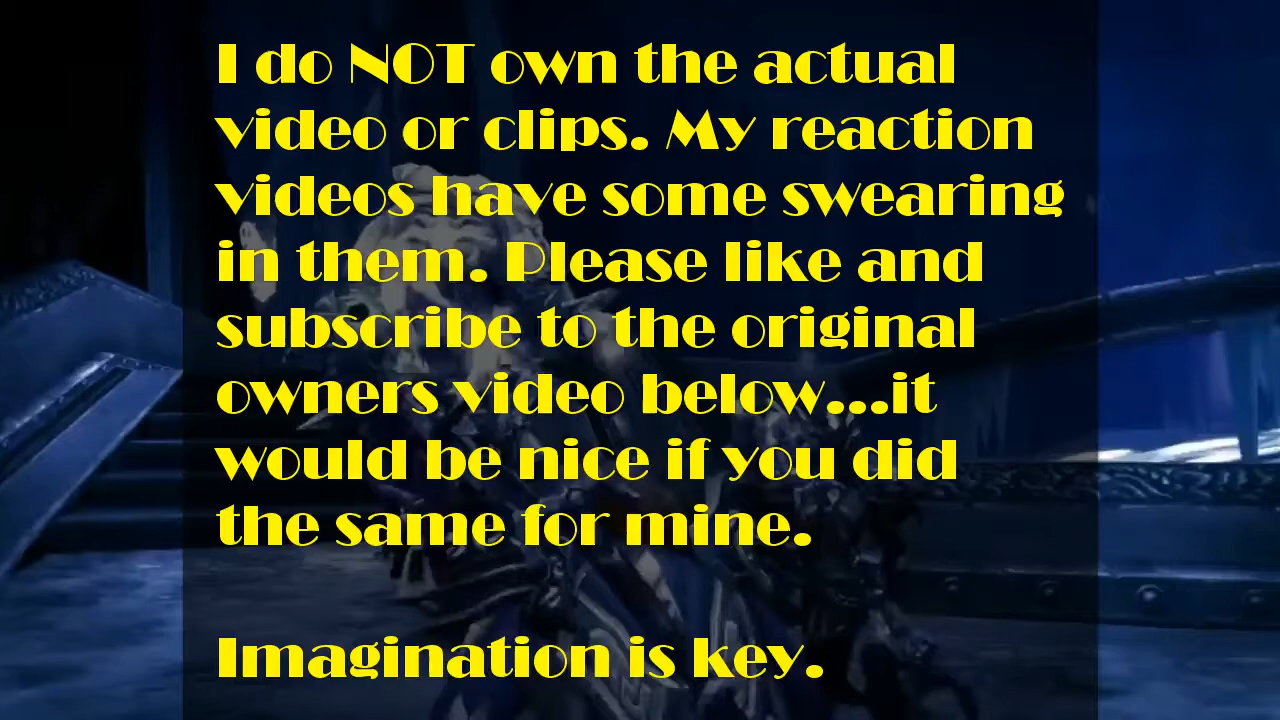 I do NOT own the actual
video or clips. My reaction
videos have some swearing
in them. Please like and
subscribe to the original
owners video below...it
would be nice if you did
the same for mine.
Imagination is key.